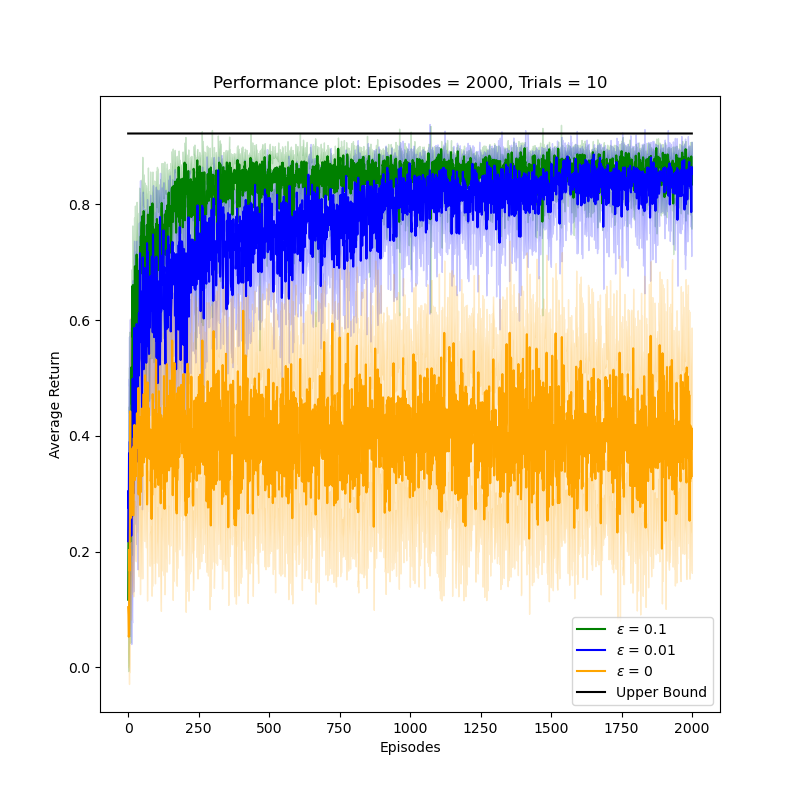 Performance plot: Episodes = 2000, Trials = 10
Average Return
0.8
0.6
0.4
0.2
0.0
ε = 0.1
ε = 0.01
ε = 0
Upper Bound
0 250 500 750 1000 1250 1500 1750 2000
Episodes